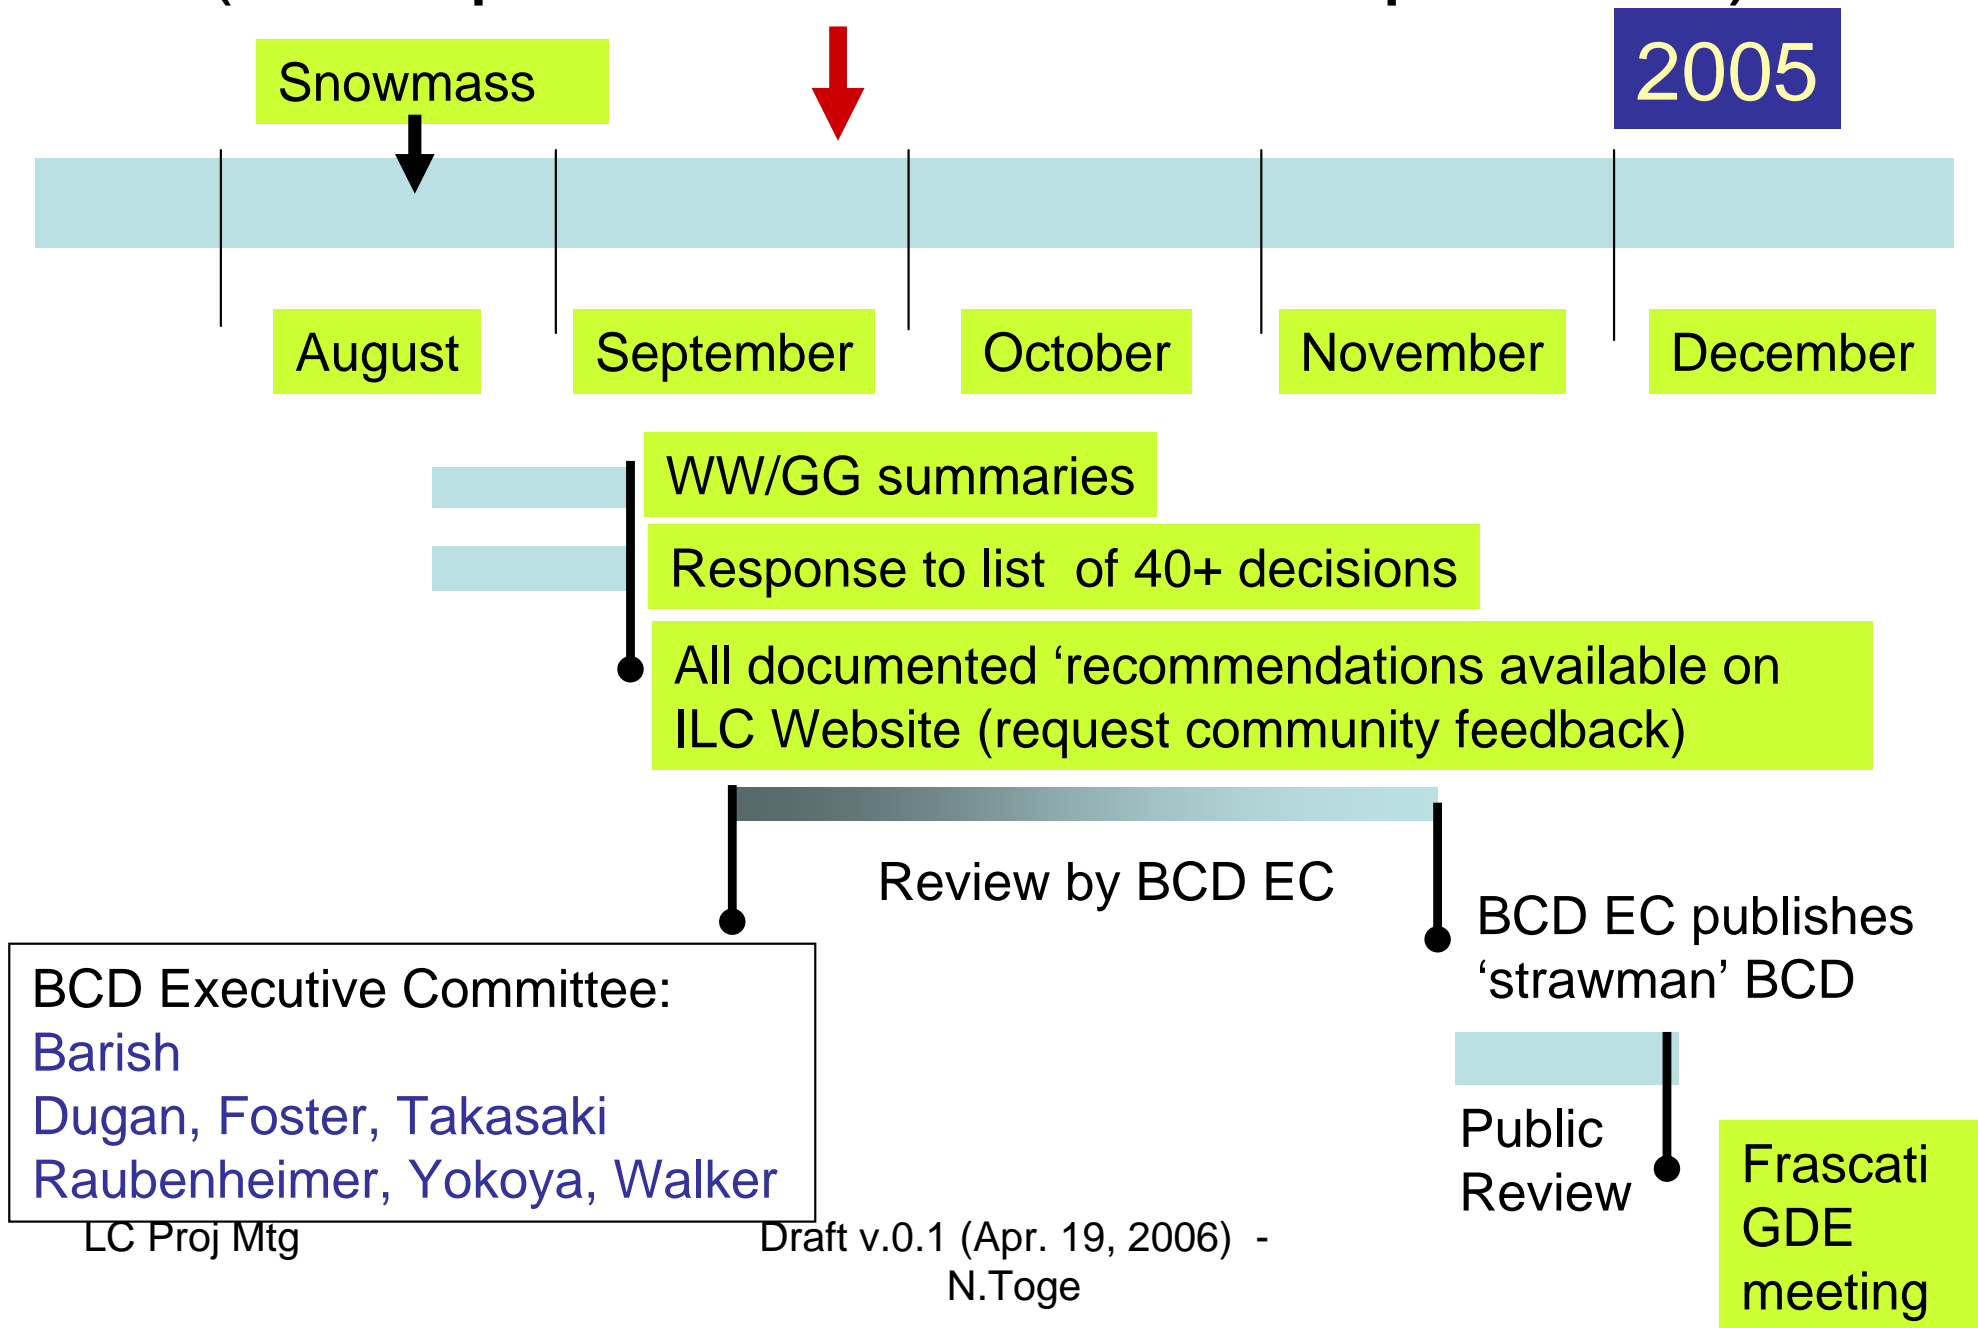 2005
Snowmass
August
September
October
November
December
WW/GG summaries
Response to list  of 40+ decisions
All documented ‘recommendations available on
ILC Website (request community feedback)
Review by BCD EC
BCD EC publishes
‘strawman’ BCD
BCD Executive Committee:
Barish
Dugan, Foster, Takasaki
Raubenheimer, Yokoya, Walker
Public
Review
Frascati
GDE
meeting
LC Proj Mtg
Draft v.0.1 (Apr. 19, 2006)  -
N.Toge